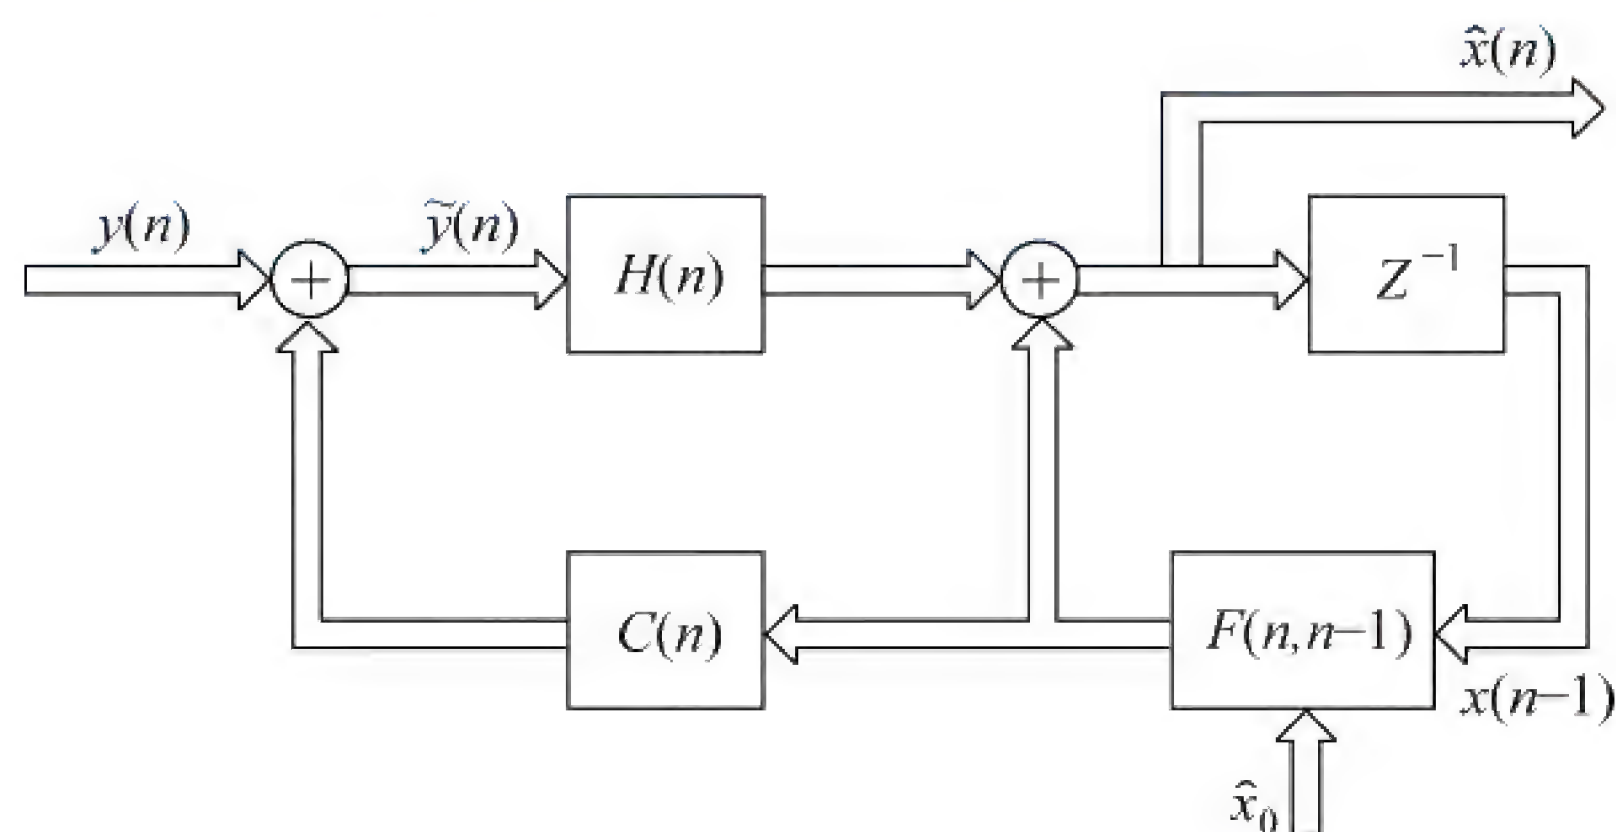 x̂(n)
y(n)
ỹ(n)
H(n)
Z⁻¹
+
+
C(n)
F(n,n−1)
x(n−1)
x̂₀